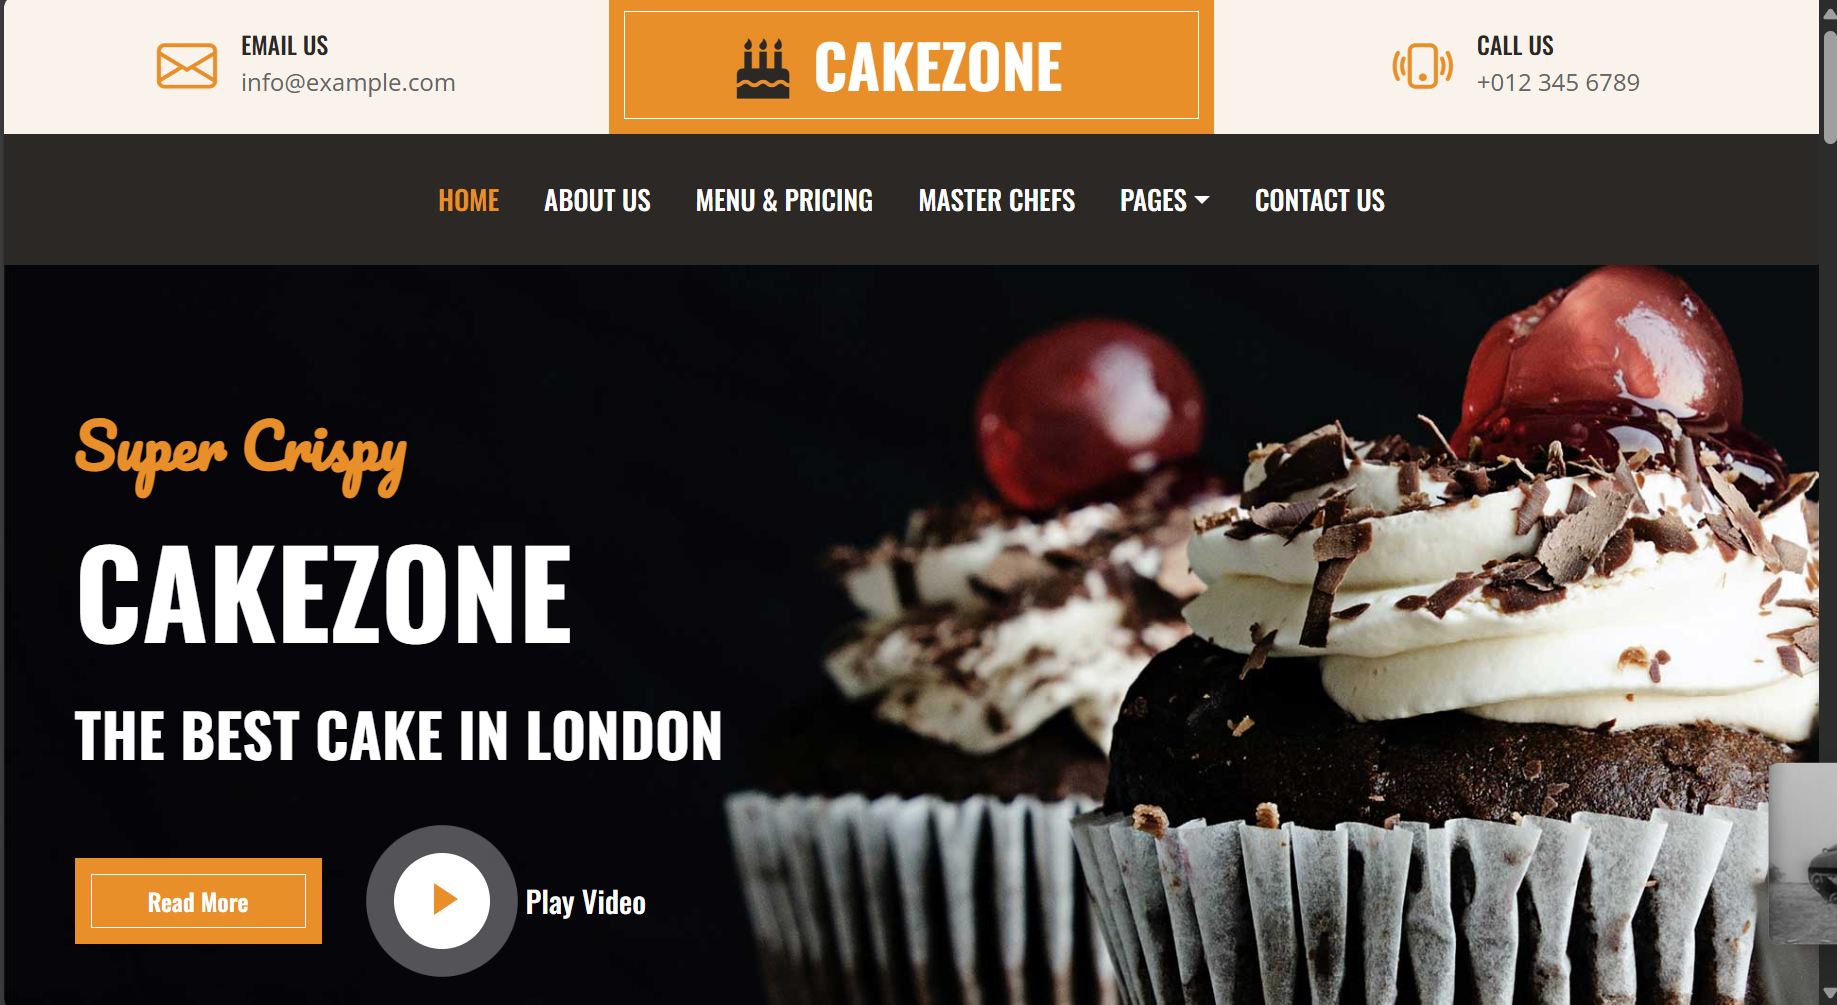 EMAIL US
info@example.com
CAKEZONE
CALL US
+012 345 6789
HOME ABOUT US MENU & PRICING MASTER CHEFS PAGES CONTACT US
Super Crispy
CAKEZONE
THE BEST CAKE IN LONDON
Read More
Play Video